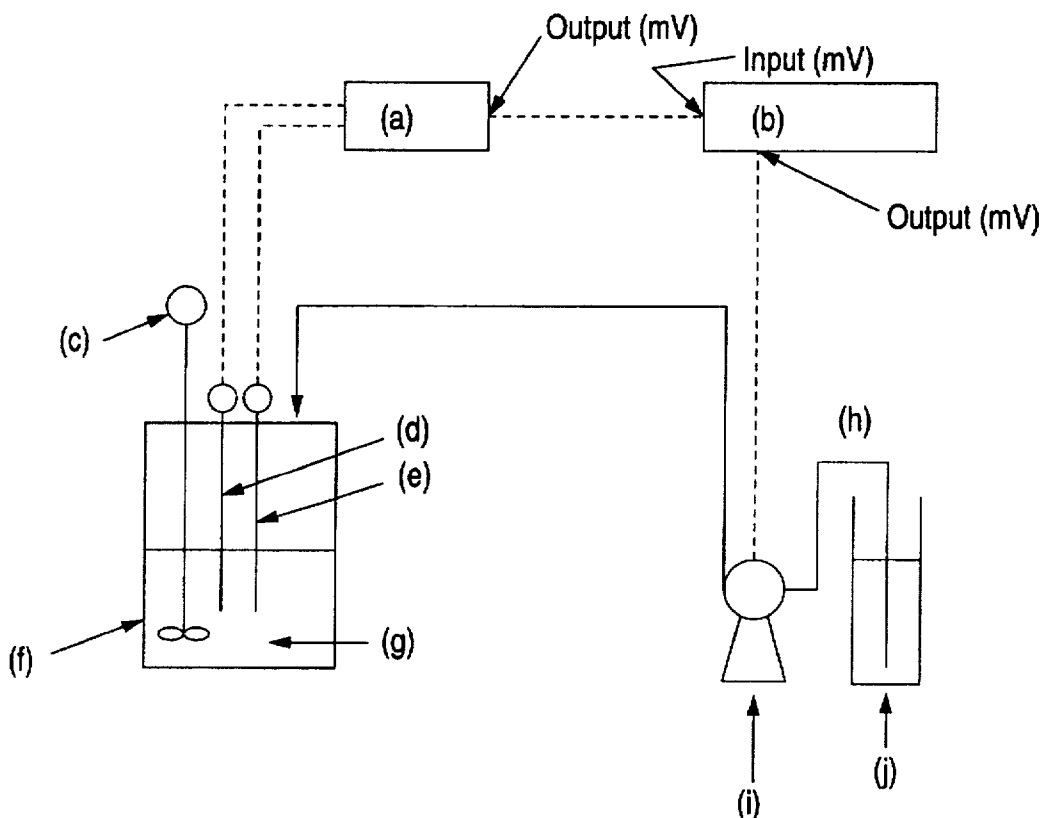 Output (mV)
Input (mV)
(a)
(b)
Output (mV)
(c)
(d)
(h)
(e)
(g)
(f)
(j)
(i)